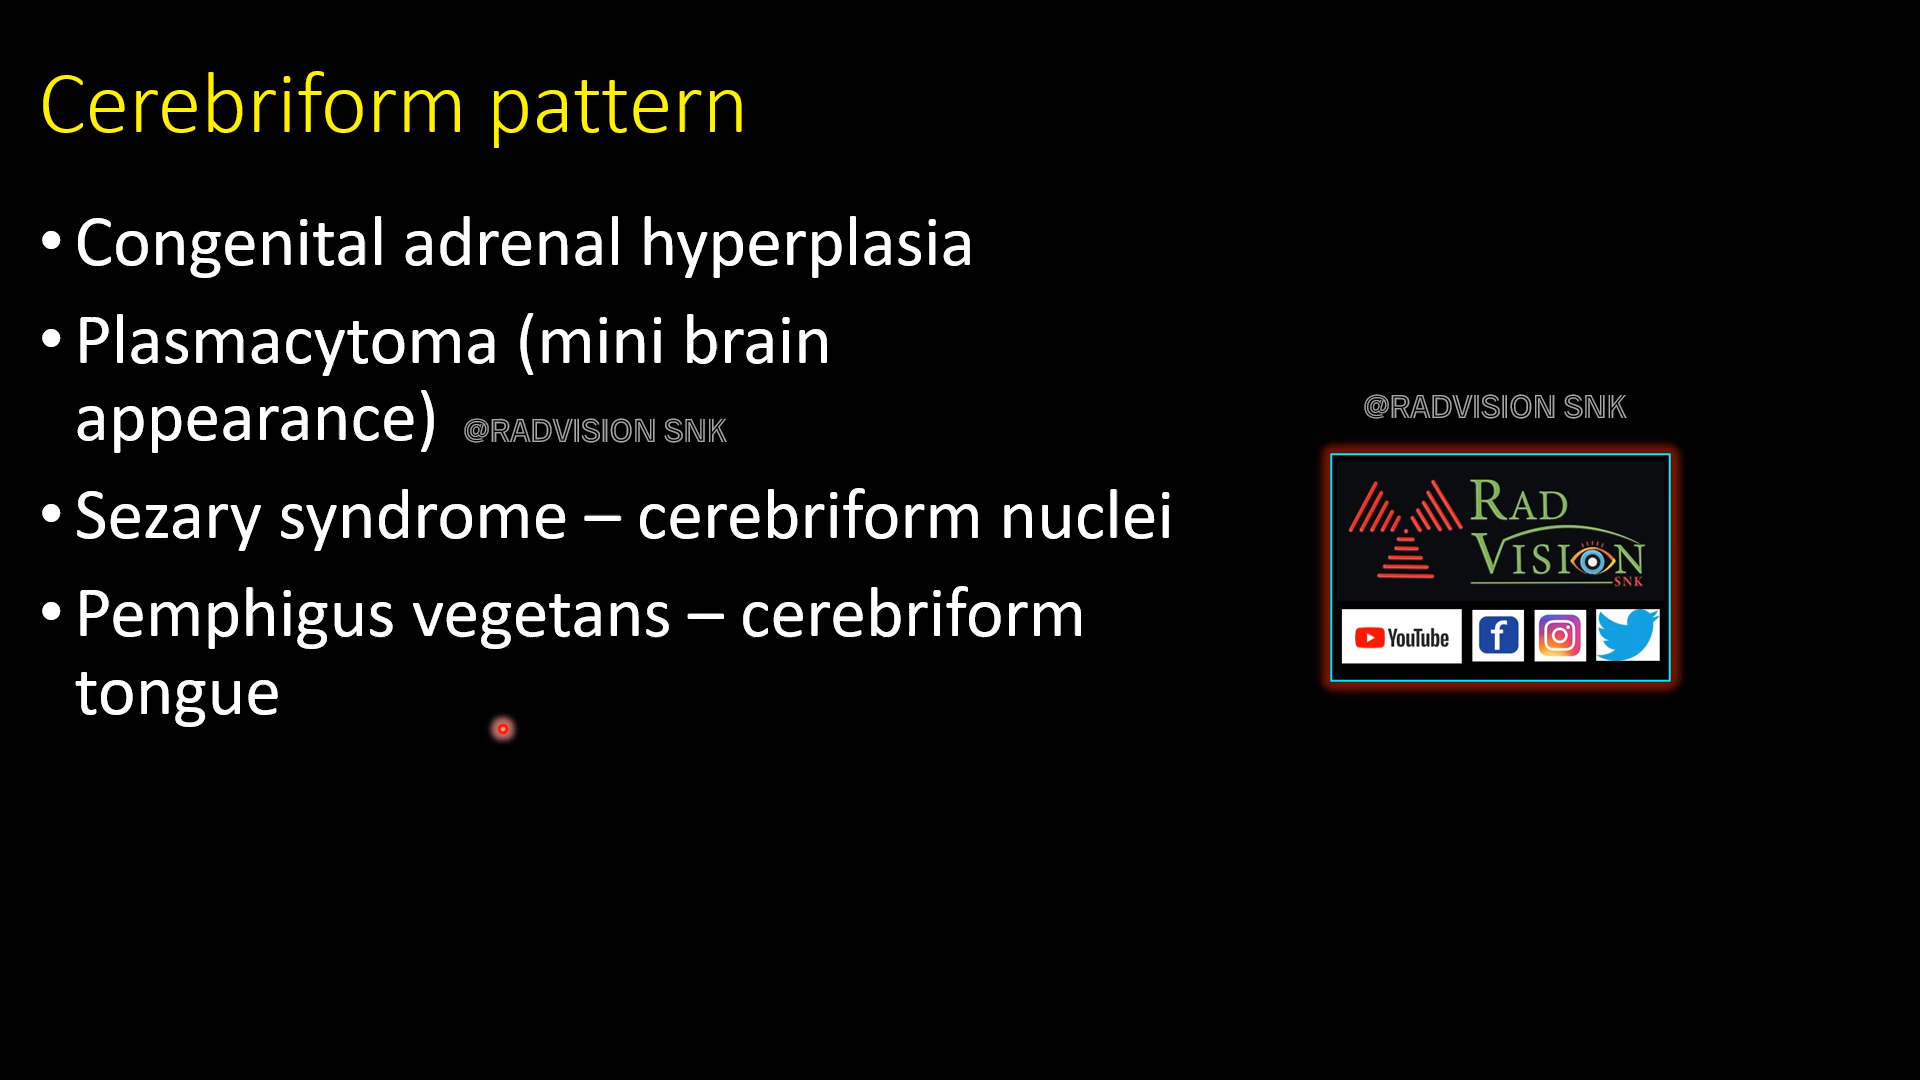 Cerebriform pattern
• Congenital adrenal hyperplasia
• Plasmacytoma (mini brain
appearance)
@RADVISION SNK
• Sezary syndrome – cerebriform nuclei
• Pemphigus vegetans – cerebriform
tongue
@RADVISION SNK
RAD
VISION
SNK
YouTube